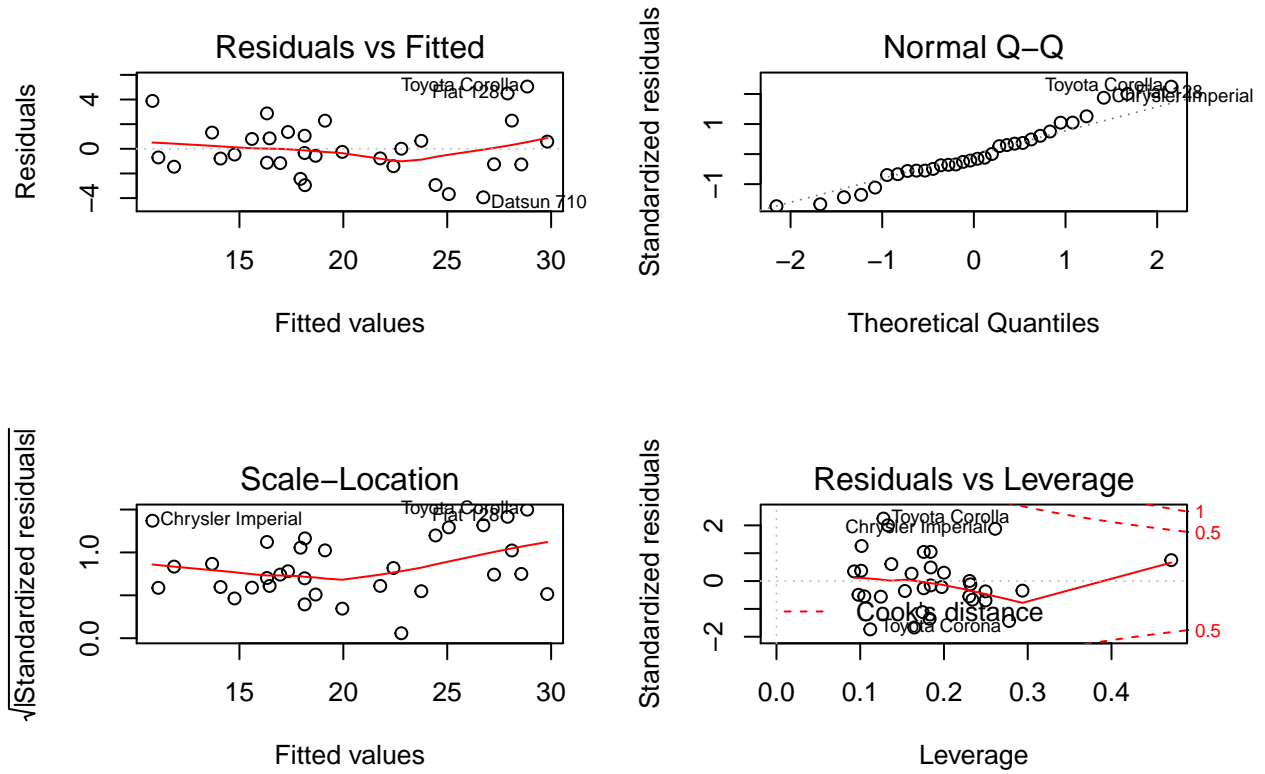 Residuals vs Fitted
Residuals
4
0
−4
Toyota Corolla
Fiat 128
Datsun 710
15 20 25 30
Fitted values
Normal Q−Q
Standardized residuals
1
−1
Toyota Corolla
Fiat 128
Chrysler Imperial
−2 −1 0 1 2
Theoretical Quantiles
Scale−Location
√|Standardized residuals|
1.0
0.0
Toyota Corolla
Fiat 128
Chrysler Imperial
15 20 25 30
Fitted values
Residuals vs Leverage
Standardized residuals
2
0
−2
Toyota Corolla
Chrysler Imperial
Cook's distance
Toyota Corona
1
0.5
0.5
0.0 0.1 0.2 0.3 0.4
Leverage